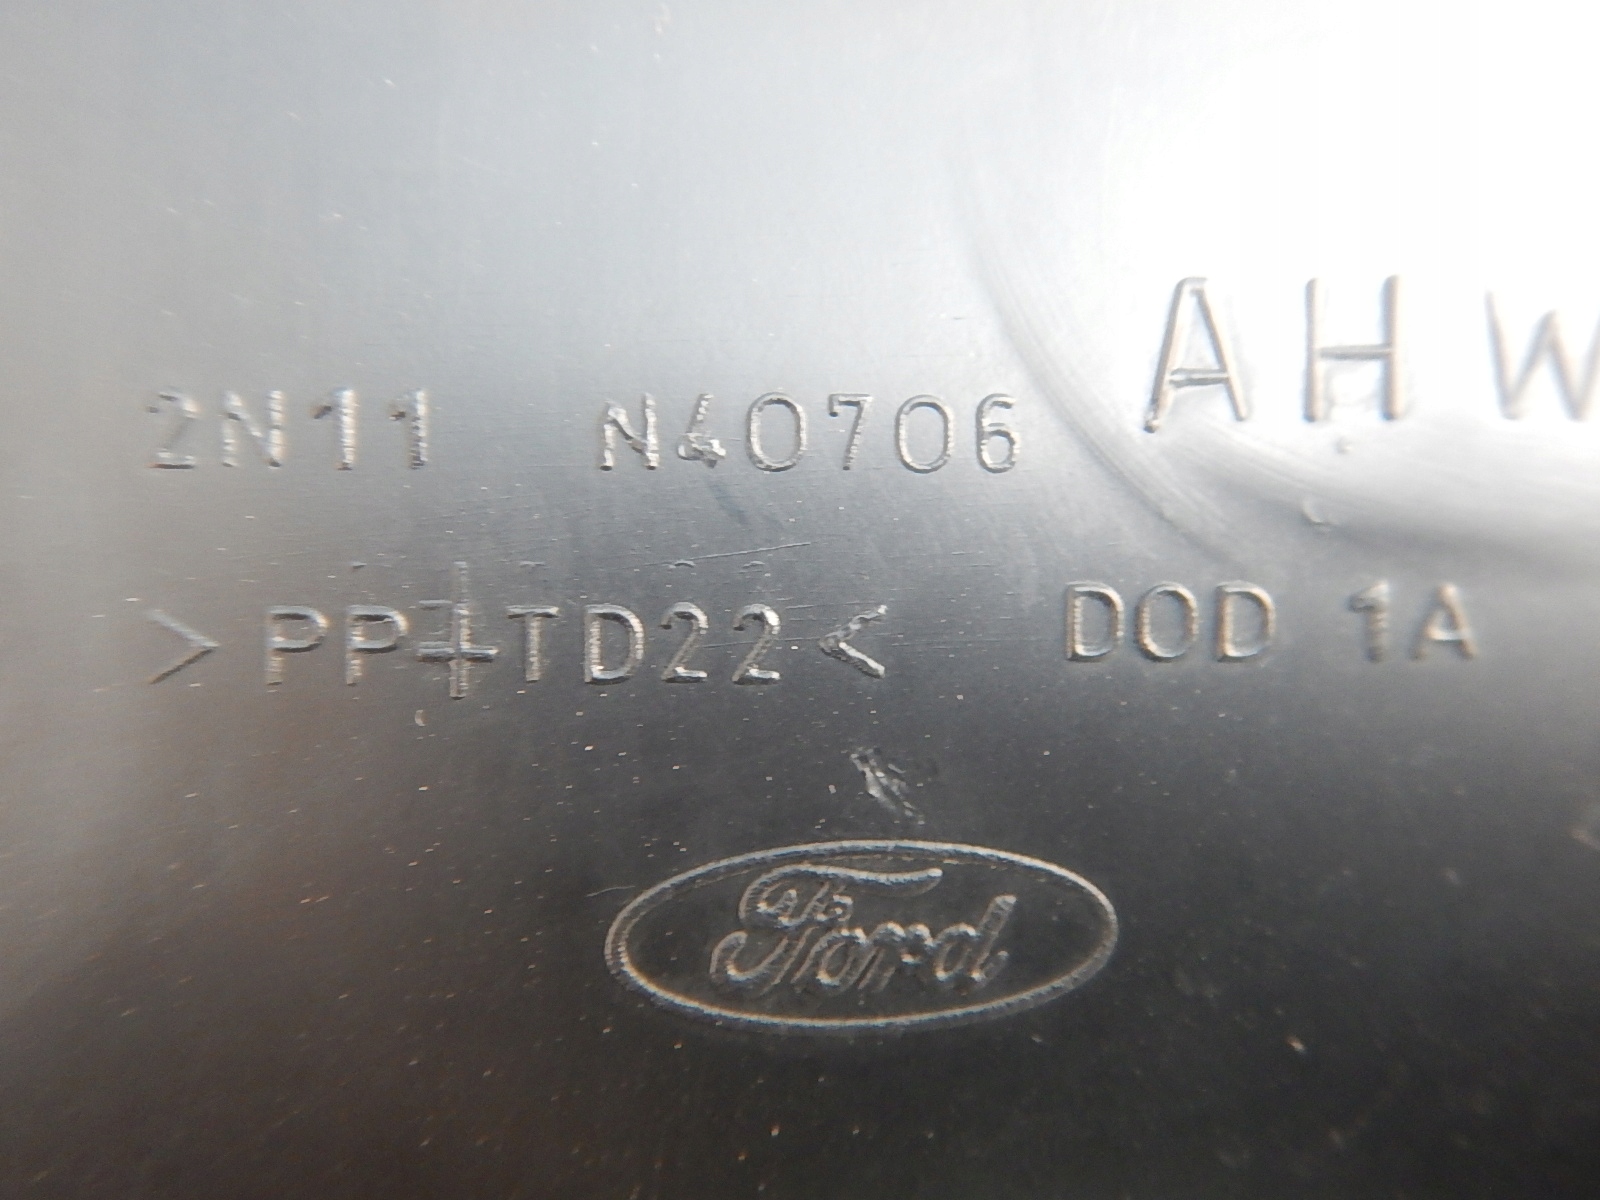 2N11 N40706 AHW
>PP-TD22< DOD 1A
Ford